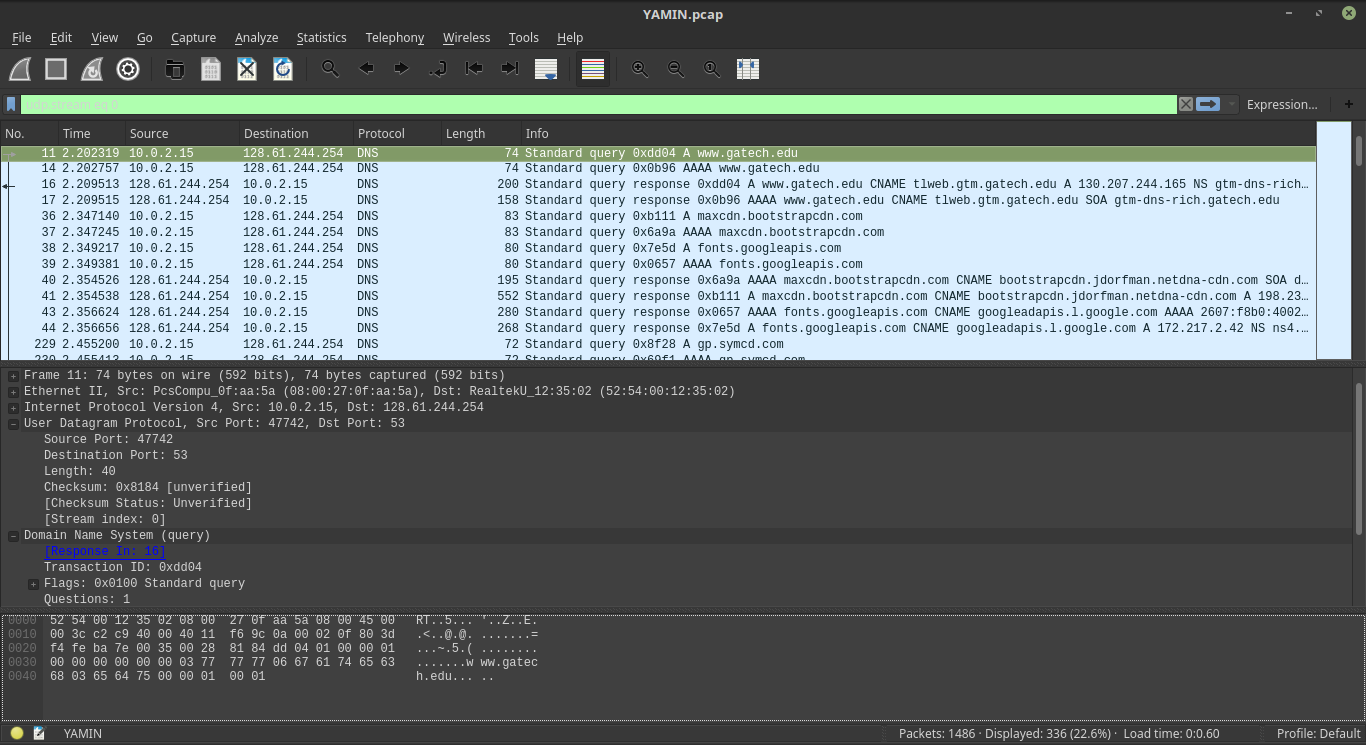 YAMIN.pcap
File Edit View Go Capture Analyze Statistics Telephony Wireless Tools Help
udp.stream eq 0 Expression... +
No. Time Source Destination Protocol Length Info
11 2.202319 10.0.2.15 128.61.244.254 DNS 74 Standard query 0xdd04 A www.gatech.edu
14 2.202757 10.0.2.15 128.61.244.254 DNS 74 Standard query 0x0b96 AAAA www.gatech.edu
16 2.209513 128.61.244.254 10.0.2.15 DNS 200 Standard query response 0xdd04 A www.gatech.edu CNAME tlweb.gtm.gatech.edu A 130.207.244.165 NS gtm-dns-rich…
17 2.209515 128.61.244.254 10.0.2.15 DNS 158 Standard query response 0x0b96 AAAA www.gatech.edu CNAME tlweb.gtm.gatech.edu SOA gtm-dns-rich.gatech.edu
36 2.347140 10.0.2.15 128.61.244.254 DNS 83 Standard query 0xb111 A maxcdn.bootstrapcdn.com
37 2.347245 10.0.2.15 128.61.244.254 DNS 83 Standard query 0x6a9a AAAA maxcdn.bootstrapcdn.com
38 2.349217 10.0.2.15 128.61.244.254 DNS 80 Standard query 0x7e5d A fonts.googleapis.com
39 2.349381 10.0.2.15 128.61.244.254 DNS 80 Standard query 0x0657 AAAA fonts.googleapis.com
40 2.354526 128.61.244.254 10.0.2.15 DNS 195 Standard query response 0x6a9a AAAA maxcdn.bootstrapcdn.com CNAME bootstrapcdn.jdorfman.netdna-cdn.com SOA d…
41 2.354538 128.61.244.254 10.0.2.15 DNS 552 Standard query response 0xb111 A maxcdn.bootstrapcdn.com CNAME bootstrapcdn.jdorfman.netdna-cdn.com A 198.23…
43 2.356624 128.61.244.254 10.0.2.15 DNS 280 Standard query response 0x0657 AAAA fonts.googleapis.com CNAME googleadapis.l.google.com AAAA 2607:f8b0:4002…
44 2.356656 128.61.244.254 10.0.2.15 DNS 268 Standard query response 0x7e5d A fonts.googleapis.com CNAME googleadapis.l.google.com A 172.217.2.42 NS ns4.…
229 2.455200 10.0.2.15 128.61.244.254 DNS 72 Standard query 0x8f28 A gp.symcd.com
230 2.455413 10.0.2.15 128.61.244.254 DNS 72 Standard query 0x60f1 AAAA gp.symcd.com
Frame 11: 74 bytes on wire (592 bits), 74 bytes captured (592 bits)
Ethernet II, Src: PcsCompu_0f:aa:5a (08:00:27:0f:aa:5a), Dst: RealtekU_12:35:02 (52:54:00:12:35:02)
Internet Protocol Version 4, Src: 10.0.2.15, Dst: 128.61.244.254
User Datagram Protocol, Src Port: 47742, Dst Port: 53
Source Port: 47742
Destination Port: 53
Length: 40
Checksum: 0x8184 [unverified]
[Checksum Status: Unverified]
[Stream index: 0]
Domain Name System (query)
[Response In: 16]
Transaction ID: 0xdd04
Flags: 0x0100 Standard query
Questions: 1
0000 52 54 00 12 35 02 08 00 27 0f aa 5a 08 00 45 00 RT..5... '..Z..E.
0010 00 3c c2 c9 40 00 40 11 f6 9c 0a 00 02 0f 80 3d .<..@.@. .......=
0020 f4 fe ba 7e 00 35 00 28 81 84 dd 04 01 00 00 01 ...~.5.( ........
0030 00 00 00 00 00 00 03 77 77 77 06 67 61 74 65 63 .......w ww.gatec
0040 68 03 65 64 75 00 00 01 00 01 h.edu... ..
YAMIN Packets: 1486 · Displayed: 336 (22.6%) · Load time: 0:0.60 Profile: Default